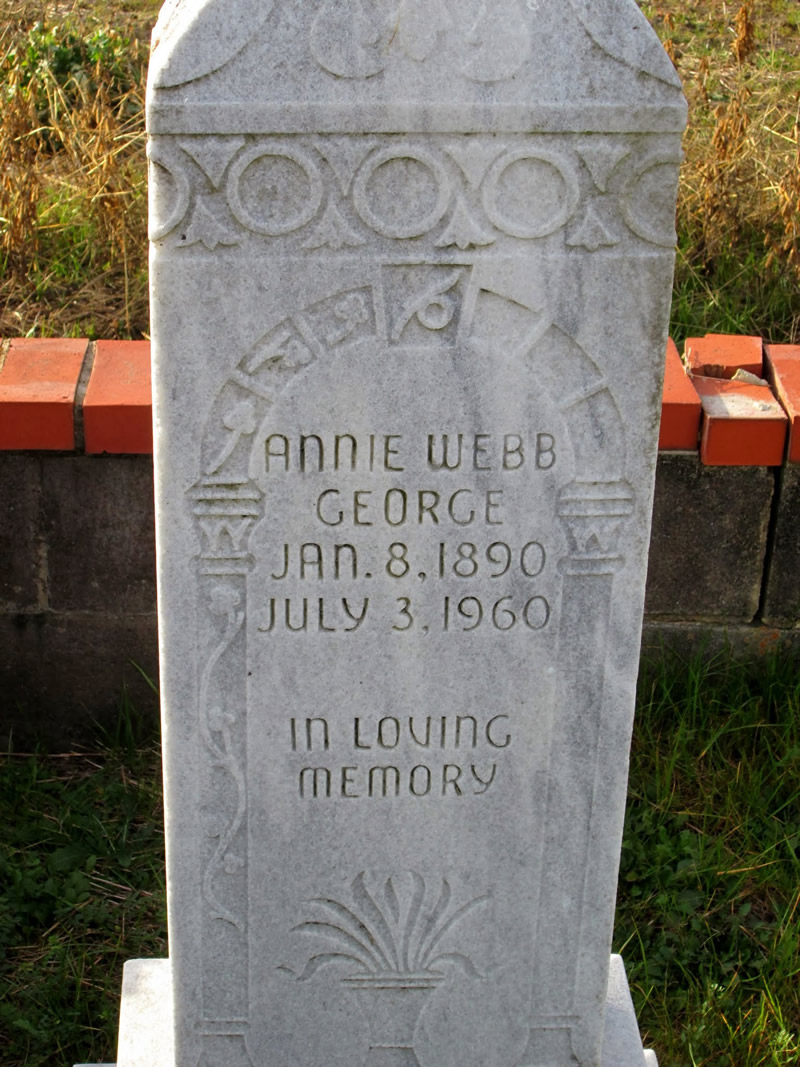 ANNIE WEBB
GEORGE
JAN. 8, 1890
JULY 3, 1960
IN LOVING
MEMORY